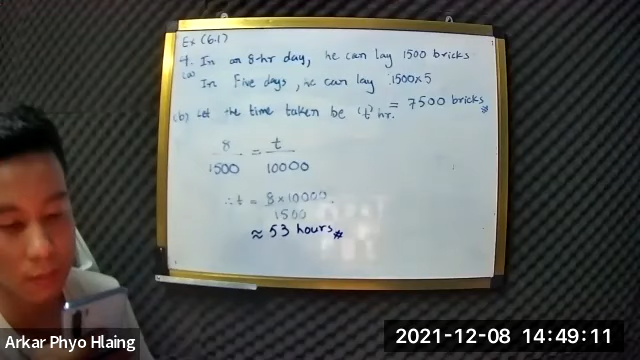 Ex (6.1)
4. In an 8-hr day, he can lay 1500 bricks
(a) In Five days, he can lay 1500×5
= 7500 bricks
(b) Let the time taken be 't' hr.
8/1500 = t/10000
∴ t = 8×10000/1500
≈ 53 hours
Arkar Phyo Hlaing
2021-12-08 14:49:11